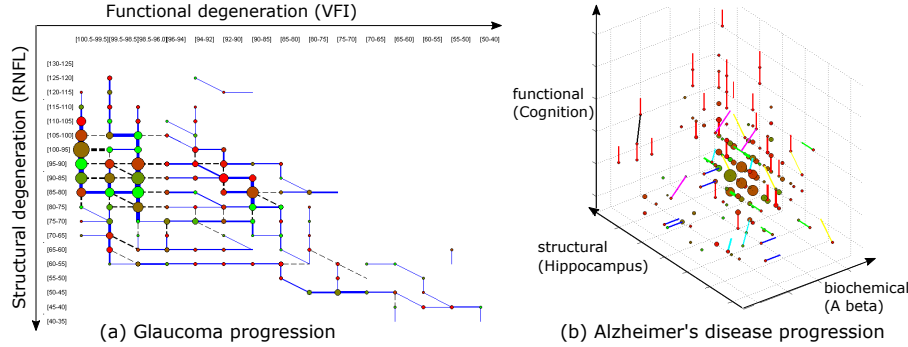 Functional degeneration (VFI)
[100.5-99.5] [99.5-98.5] [98.5-96.0] [96-94) [94-92) [92-90) [90-85) [85-80) [80-75) [75-70) [70-65) [65-60) [60-55) [55-50) [50-40)
Structural degeneration (RNFL)
[130-125)
[125-120)
[120-115)
[115-110)
[110-105)
[105-100)
[100-95)
[95-90)
[90-85)
[85-80)
[80-75)
[75-70)
[70-65)
[65-60)
[60-55)
[55-50)
[50-45)
[45-40)
[40-35)
(a) Glaucoma progression
functional
(Cognition)
structural
(Hippocampus)
biochemical
(A beta)
(b) Alzheimer's disease progression